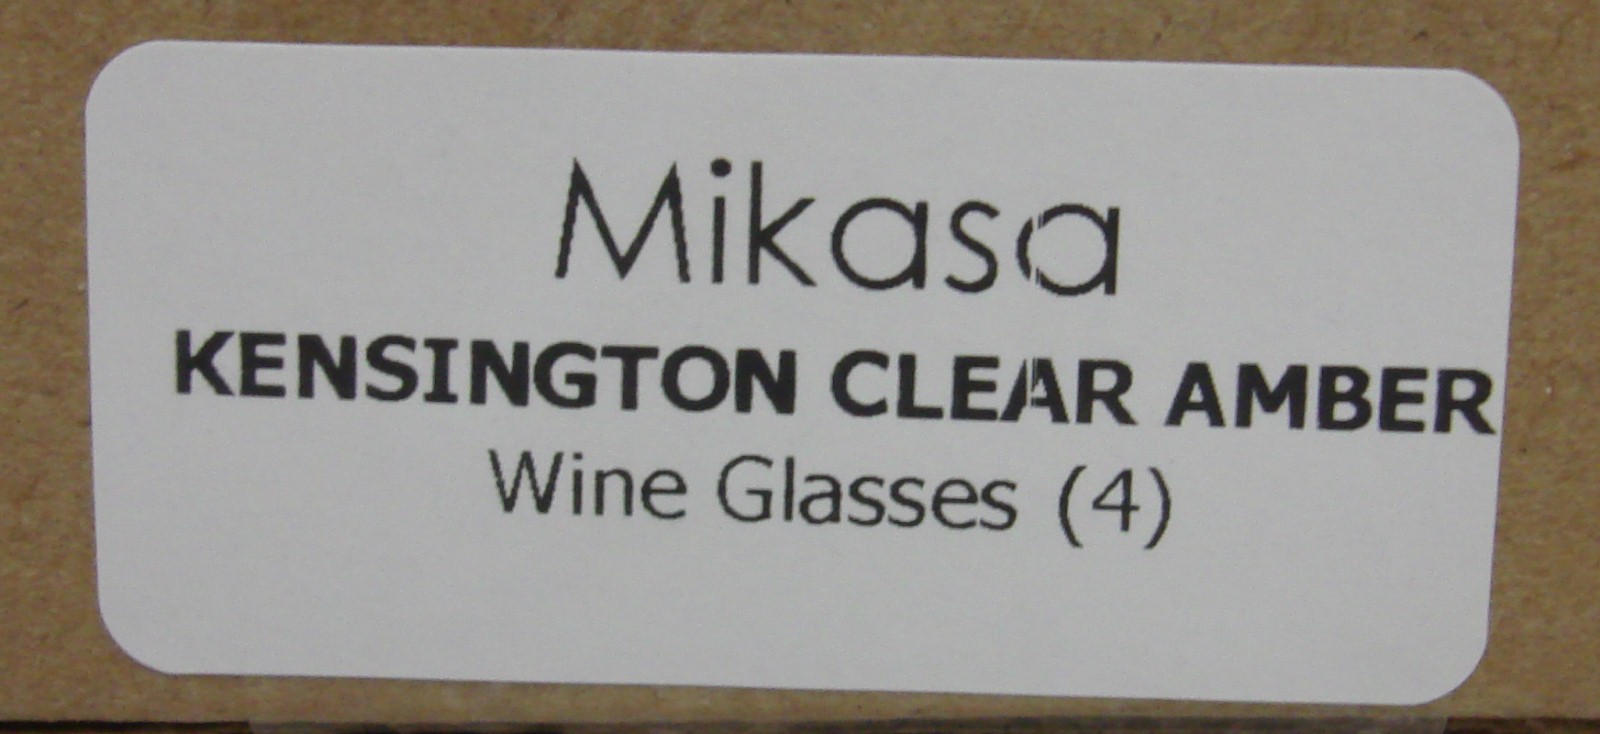 Mikasa
KENSINGTON CLEAR AMBER
Wine Glasses (4)